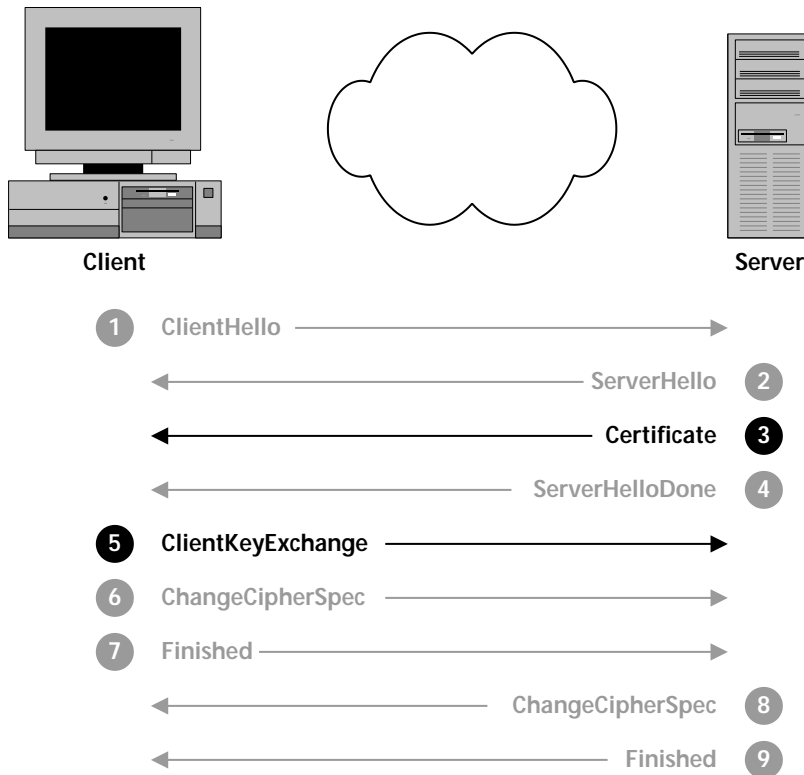 Client
Server
1 ClientHello
ServerHello 2
Certificate 3
ServerHelloDone 4
5 ClientKeyExchange
6 ChangeCipherSpec
7 Finished
ChangeCipherSpec 8
Finished 9